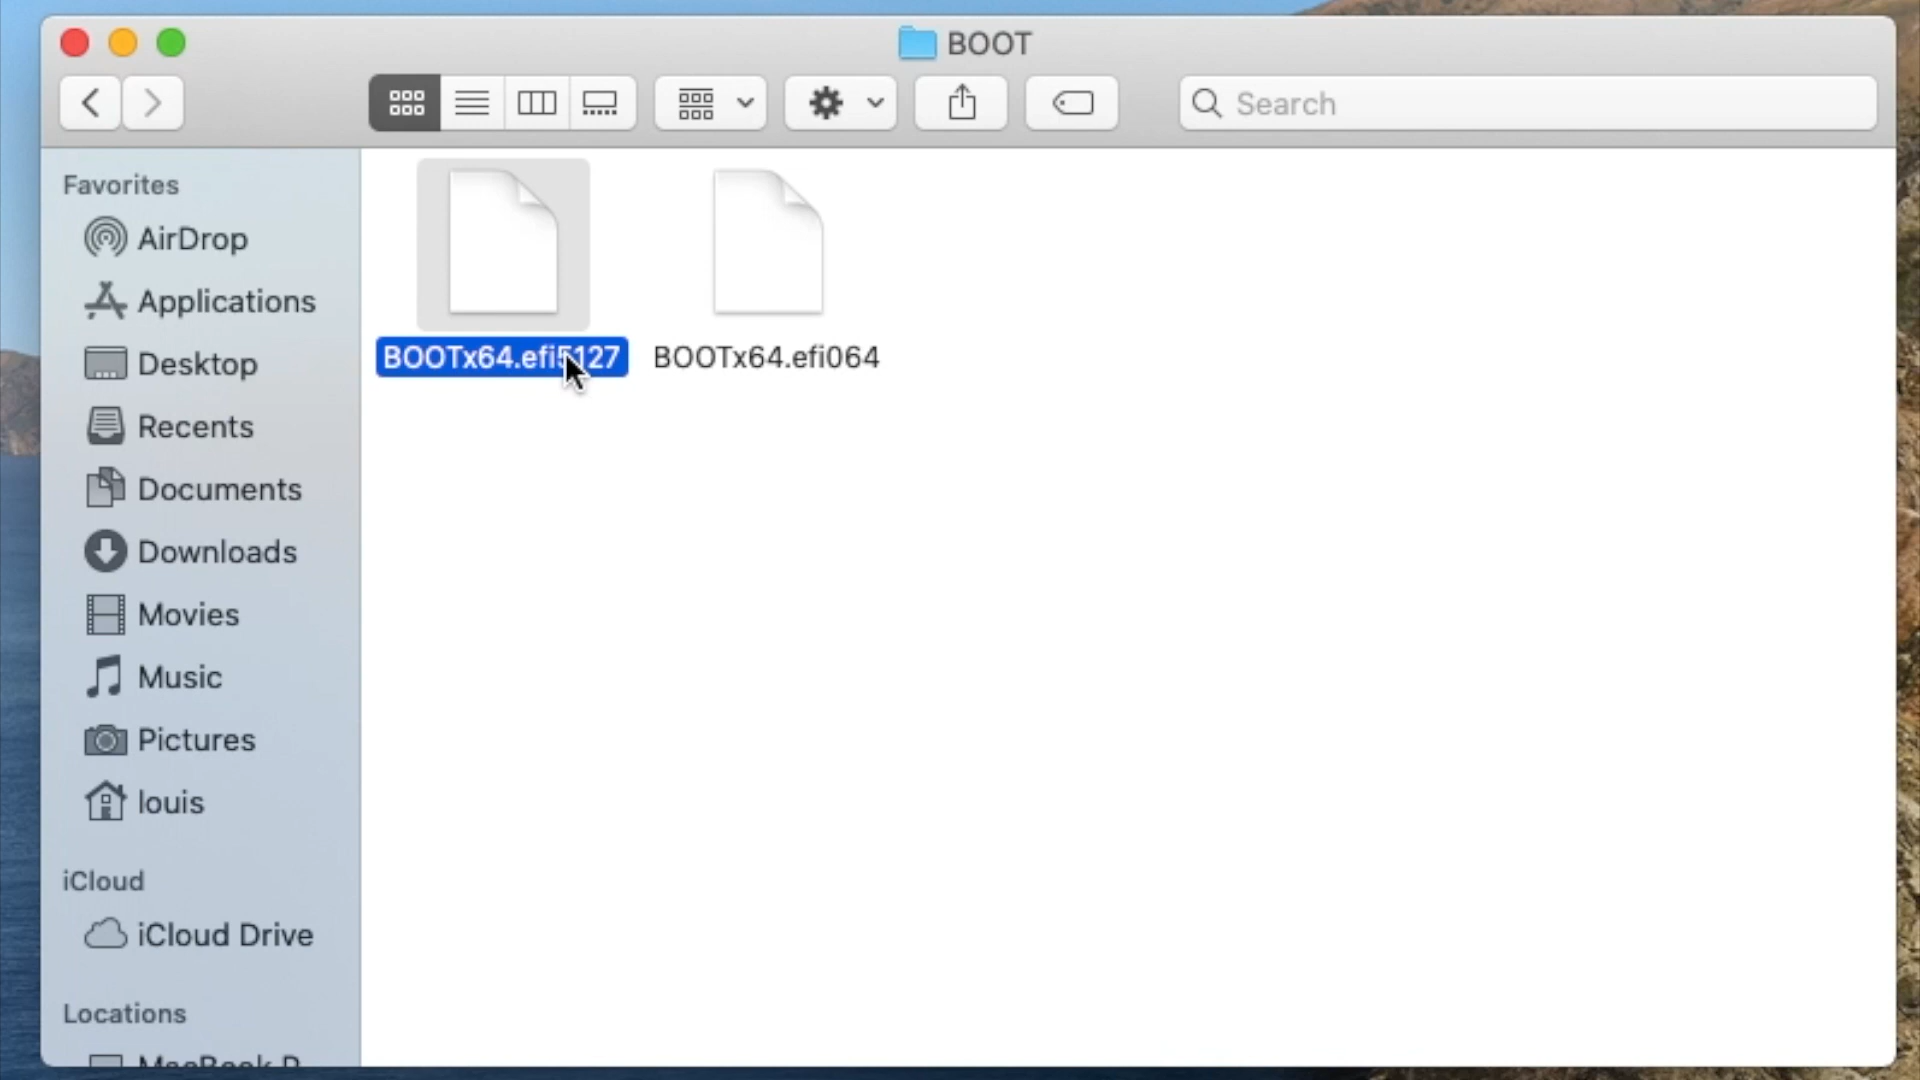 BOOT
Search
Favorites
AirDrop
Applications
Desktop
Recents
Documents
Downloads
Movies
Music
Pictures
louis
iCloud
iCloud Drive
Locations
MacBook P
BOOTx64.efi5127
BOOTx64.efi064